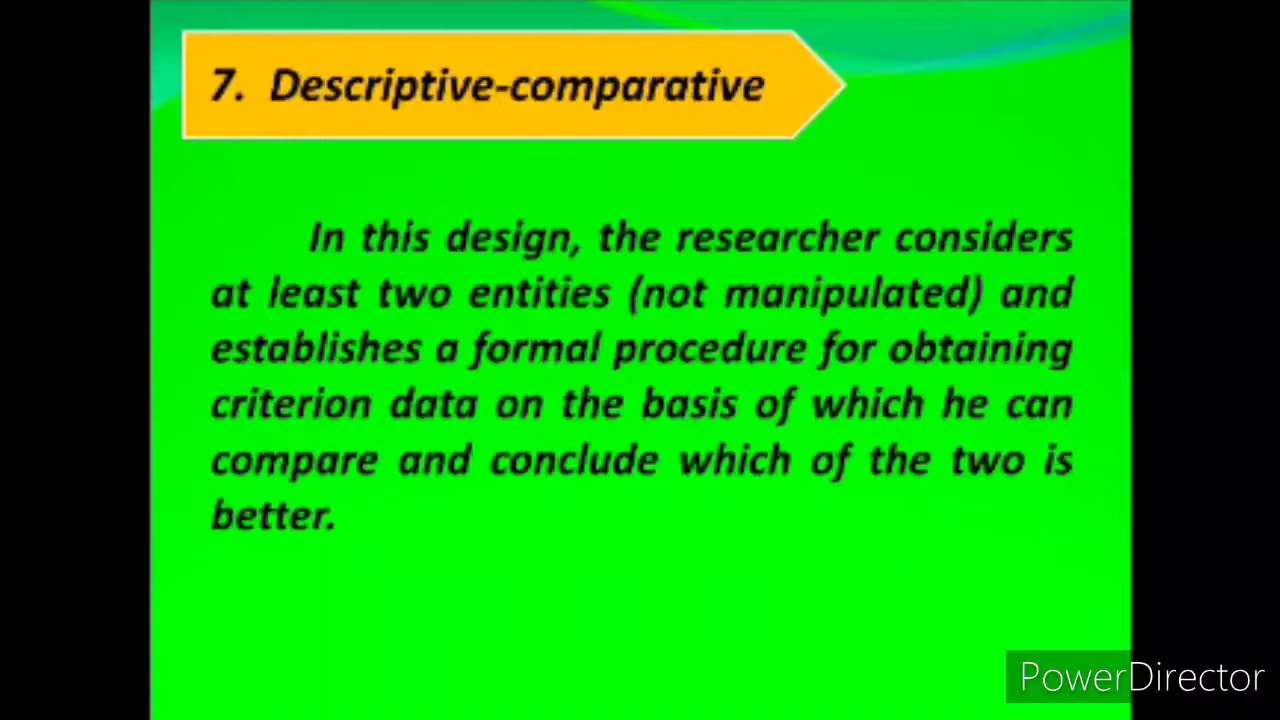 7. Descriptive-comparative
In this design, the researcher considers
at least two entities (not manipulated) and
establishes a formal procedure for obtaining
criterion data on the basis of which he can
compare and conclude which of the two is
better.
PowerDirector